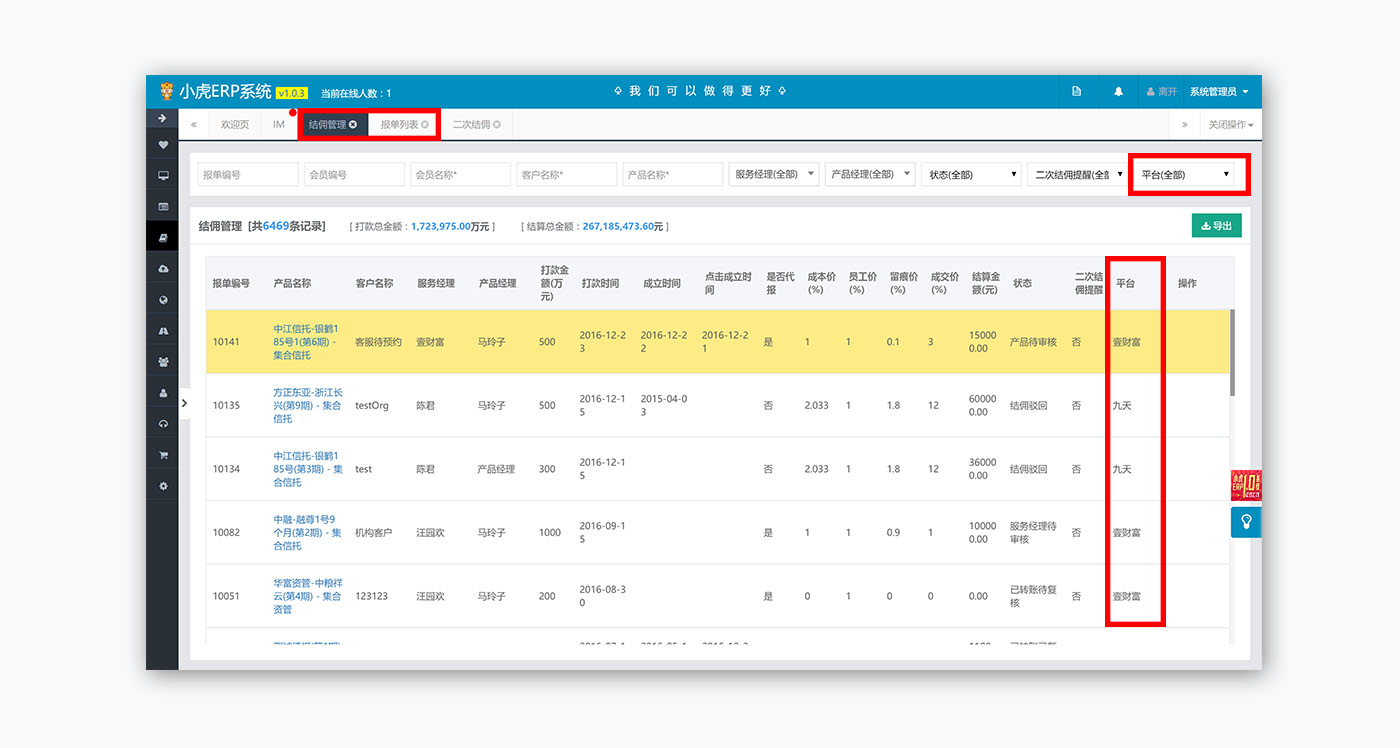 小虎ERP系统 v1.0.3 当前在线人数：1 我们可以做得更好 离开 系统管理员
« 欢迎页 IM 结佣管理 报单列表 二次结佣 » 关闭操作
报单编号 会员编号 会员名称* 客户名称* 产品名称* 服务经理(全部) 产品经理(全部) 状态(全部) 二次结佣提醒(全部 平台(全部)
结佣管理 [共6469条记录] [ 打款总金额：1,723,975.00万元 ] [ 结算总金额：267,185,473.60元 ] 导出
报单编号 产品名称 客户名称 服务经理 产品经理 打款金额(万元) 打款时间 成立时间 点击成立时间 是否代报 成本价(%) 员工价(%) 留痕价(%) 成交价(%) 结算金额(元) 状态 二次结佣提醒 平台 操作
10141 中江信托-银鹤185号1(第6期) - 集合信托 客服待预约 壹财富 马玲子 500 2016-12-23 2016-12-22 2016-12-21 是 1 1 0.1 3 150000.00 产品待审核 否 壹财富
10135 方正东亚-浙江长兴(第9期) - 集合信托 testOrg 陈君 马玲子 500 2016-12-15 2015-04-03 否 2.033 1 1.8 12 600000.00 结佣驳回 否 九天
10134 中江信托-银鹤185号(第3期) - 集合信托 test 陈君 产品经理 300 2016-12-15 否 2.033 1 1.8 12 360000.00 结佣驳回 否 九天
10082 中融-融尊1号9个月(第2期) - 集合信托 机构客户 汪园欢 马玲子 1000 2016-09-15 是 1 1 0.9 1 100000.00 服务经理待审核 否 壹财富
10051 华富资管-中粮祥云(第4期) - 集合资管 123123 汪园欢 马玲子 200 2016-08-30 是 0 1 0 0 0.00 已转账待复核 否 壹财富